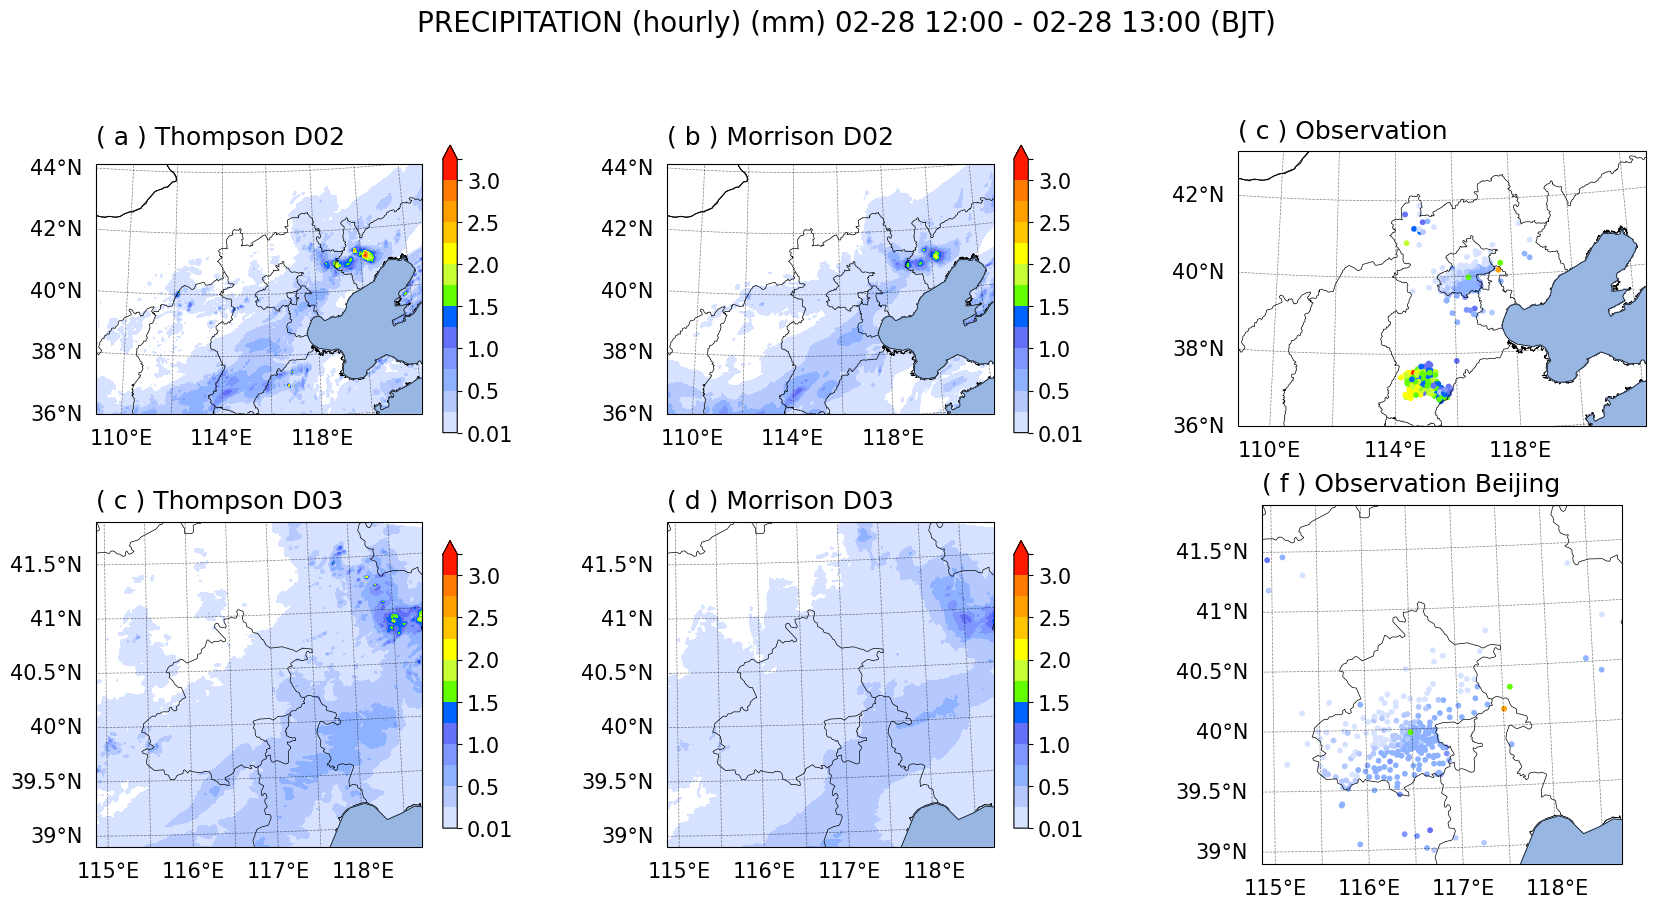 PRECIPITATION (hourly) (mm) 02-28 12:00 - 02-28 13:00 (BJT)
( a ) Thompson D02
44°N
42°N
40°N
38°N
36°N
110°E 114°E 118°E
3.0
2.5
2.0
1.5
1.0
0.5
0.01
( b ) Morrison D02
44°N
42°N
40°N
38°N
36°N
110°E 114°E 118°E
3.0
2.5
2.0
1.5
1.0
0.5
0.01
( c ) Observation
42°N
40°N
38°N
36°N
110°E 114°E 118°E
( c ) Thompson D03
41.5°N
41°N
40.5°N
40°N
39.5°N
39°N
115°E 116°E 117°E 118°E
3.0
2.5
2.0
1.5
1.0
0.5
0.01
( d ) Morrison D03
41.5°N
41°N
40.5°N
40°N
39.5°N
39°N
115°E 116°E 117°E 118°E
3.0
2.5
2.0
1.5
1.0
0.5
0.01
( f ) Observation Beijing
41.5°N
41°N
40.5°N
40°N
39.5°N
39°N
115°E 116°E 117°E 118°E